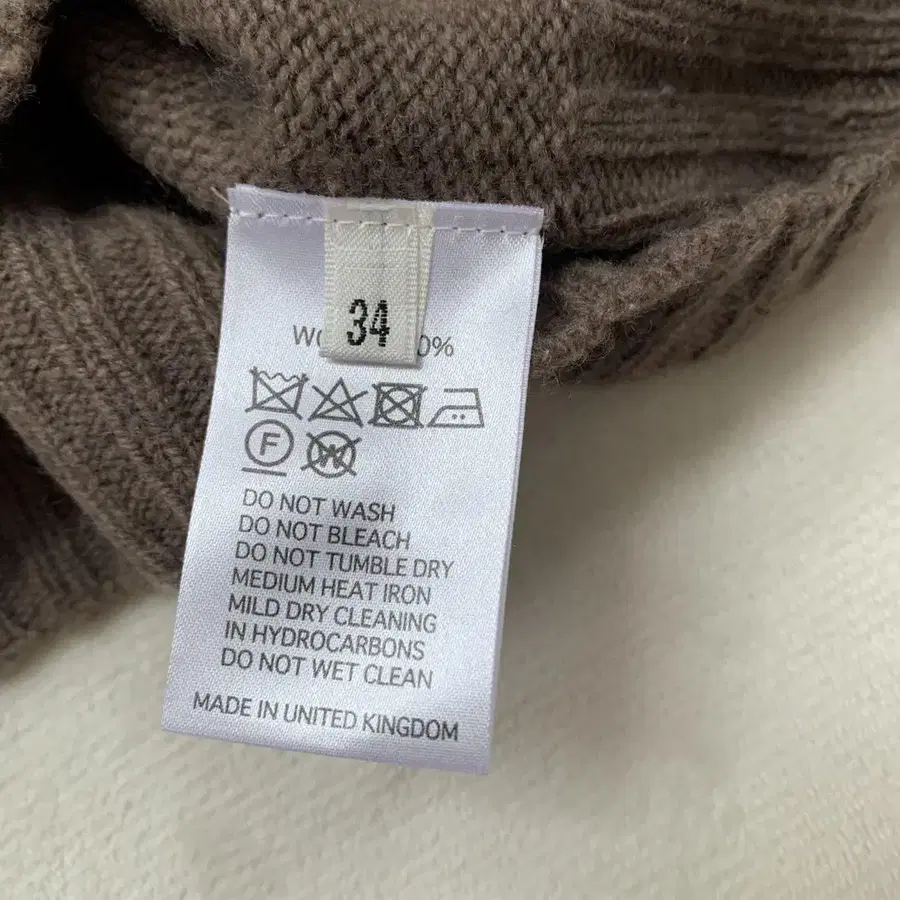 34
DO NOT WASH
DO NOT BLEACH
DO NOT TUMBLE DRY
MEDIUM HEAT IRON
MILD DRY CLEANING
IN HYDROCARBONS
DO NOT WET CLEAN
MADE IN UNITED KINGDOM
F
W